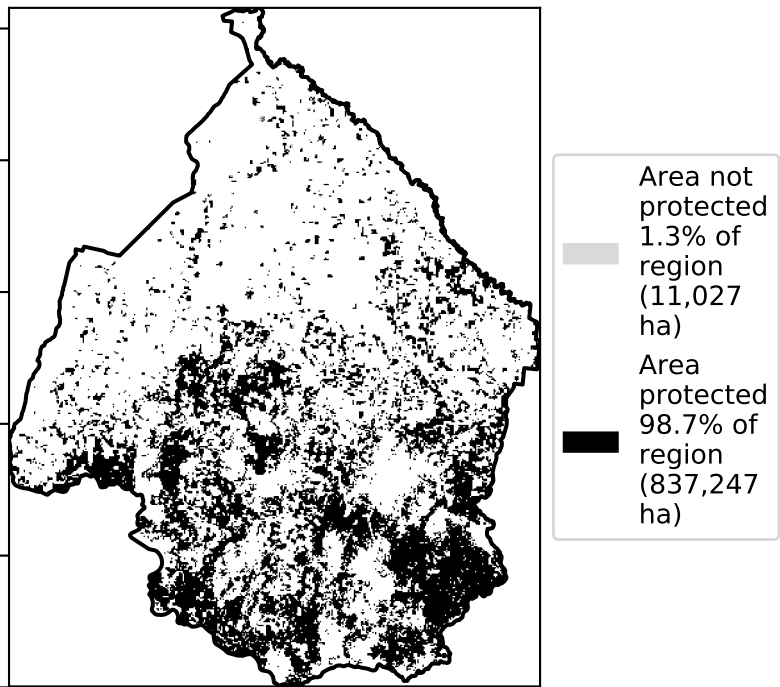 Area not
protected
1.3% of
region
(11,027
ha)
Area
protected
98.7% of
region
(837,247
ha)